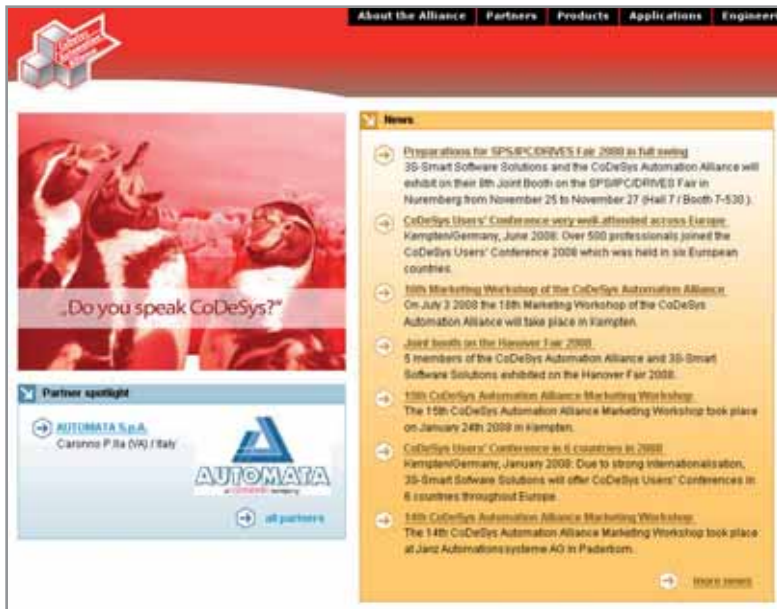 About the Alliance Partners Products Applications Engineer
CoDeSys
Automation
Alliance
„Do you speak CoDeSys?"
Partner spotlight
AUTOMATA S.p.A.
Caronno P.lla (VA) / Italy
AUTOMATA
a company
all partners
News
Preparations for SPS/IPC/DRIVES Fair 2008 in full swing
3S-Smart Software Solutions and the CoDeSys Automation Alliance will
exhibit on their 8th Joint Booth on the SPS/IPC/DRIVES Fair in
Nuremberg from November 25 to November 27 (Hall 7 / Booth 7-530 ).
CoDeSys Users' Conference very well-attended across Europe
Kempten/Germany, June 2008: Over 500 professionals joined the
CoDeSys Users' Conference 2008 which was held in six European
countries.
Marketing Workshop of the CoDeSys Automation Alliance
On July 3 2008 the Marketing Workshop of the CoDeSys
Automation Alliance will take place in Kempten.
Joint booth on the Hanover Fair 2008
5 members of the CoDeSys Automation Alliance and 3S-Smart
Software Solutions exhibited on the Hanover Fair 2008.
15th CoDeSys Automation Alliance Marketing Workshop
The 15th CoDeSys Automation Alliance Marketing Workshop took place
on January 24th 2008 in Kempten.
CoDeSys Users' Conference in 6 countries in 2008
Kempten/Germany, January 2008: Due to strong internationalisation,
3S-Smart Software Solutions will offer CoDeSys Users' Conferences in
6 countries throughout Europe.
14th CoDeSys Automation Alliance Marketing Workshop
The 14th CoDeSys Automation Alliance Marketing Workshop took place
at Janz Automationssysteme AG in Paderborn.
more news